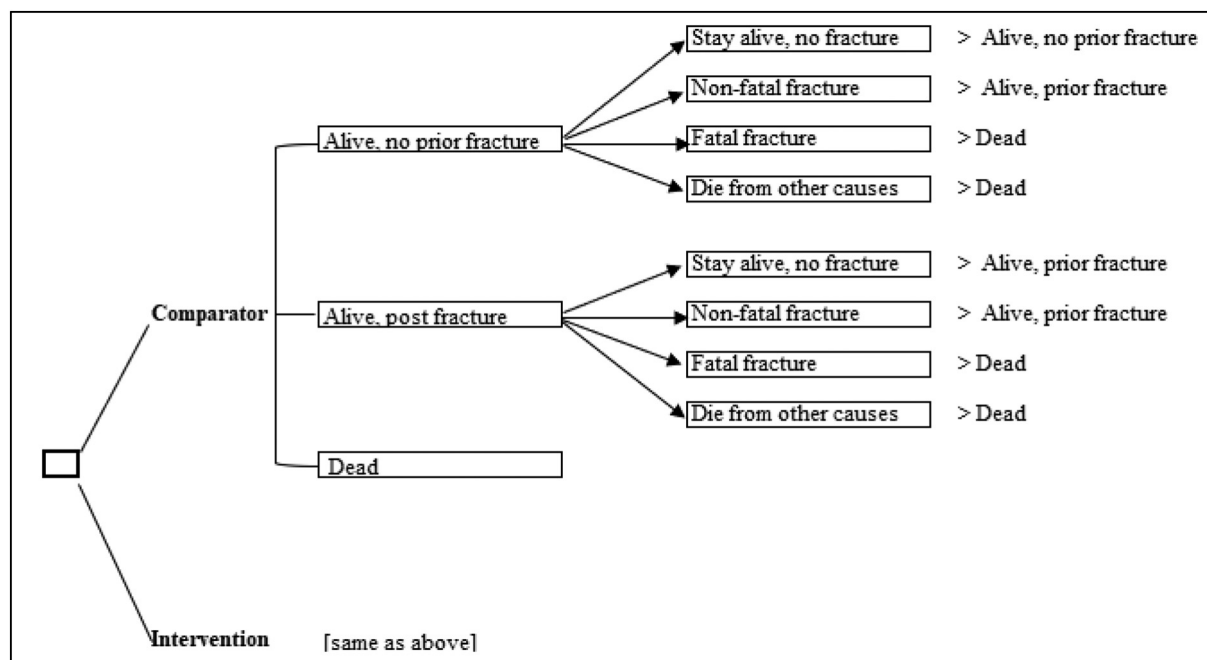 Stay alive, no fracture > Alive, no prior fracture
Non-fatal fracture > Alive, prior fracture
Alive, no prior fracture
Fatal fracture > Dead
Die from other causes > Dead
Stay alive, no fracture > Alive, prior fracture
Comparator
Alive, post fracture
Non-fatal fracture > Alive, prior fracture
Fatal fracture > Dead
Die from other causes > Dead
Dead
Intervention [same as above]